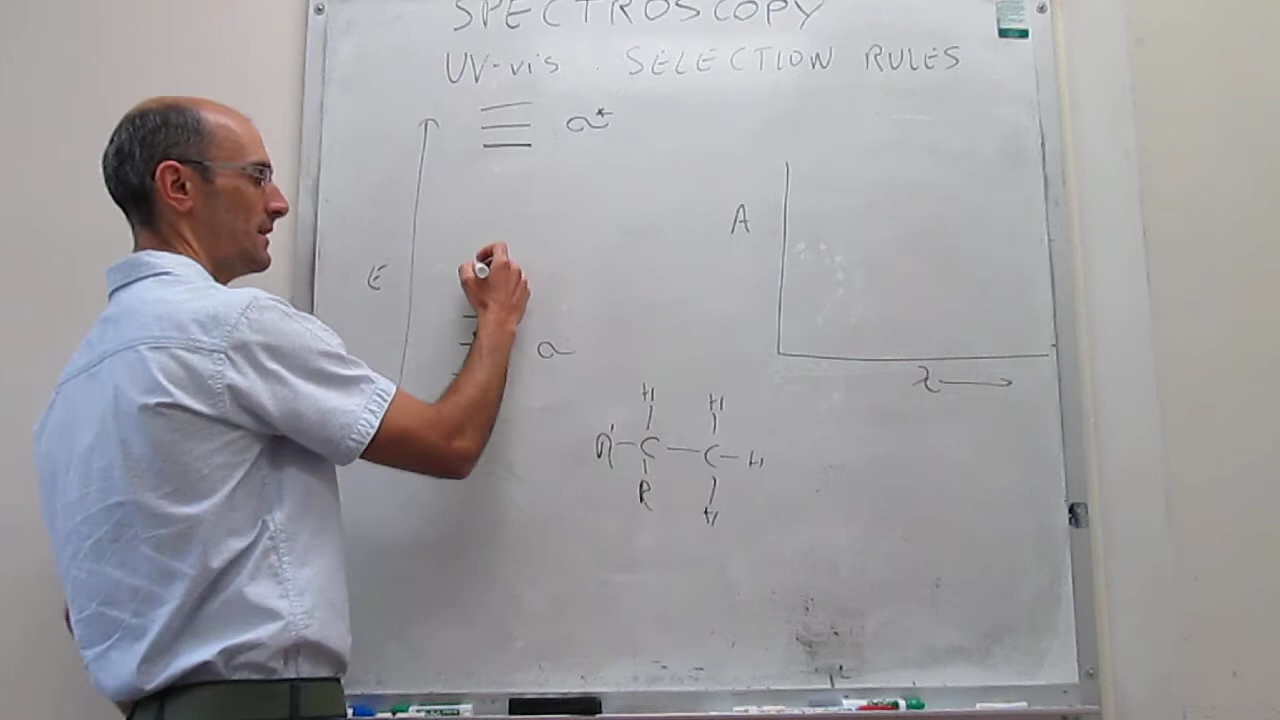 SPECTROSCOPY
UV-vis . SELECTION RULES
σ*
A
E
σ
λ
H H
R' C C H
R H